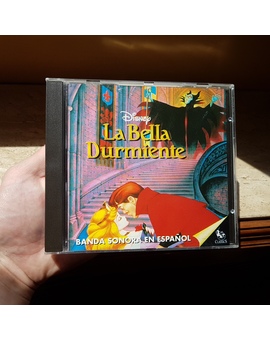 Disney
La Bella
Durmiente
BANDA SONORA EN ESPAÑOL